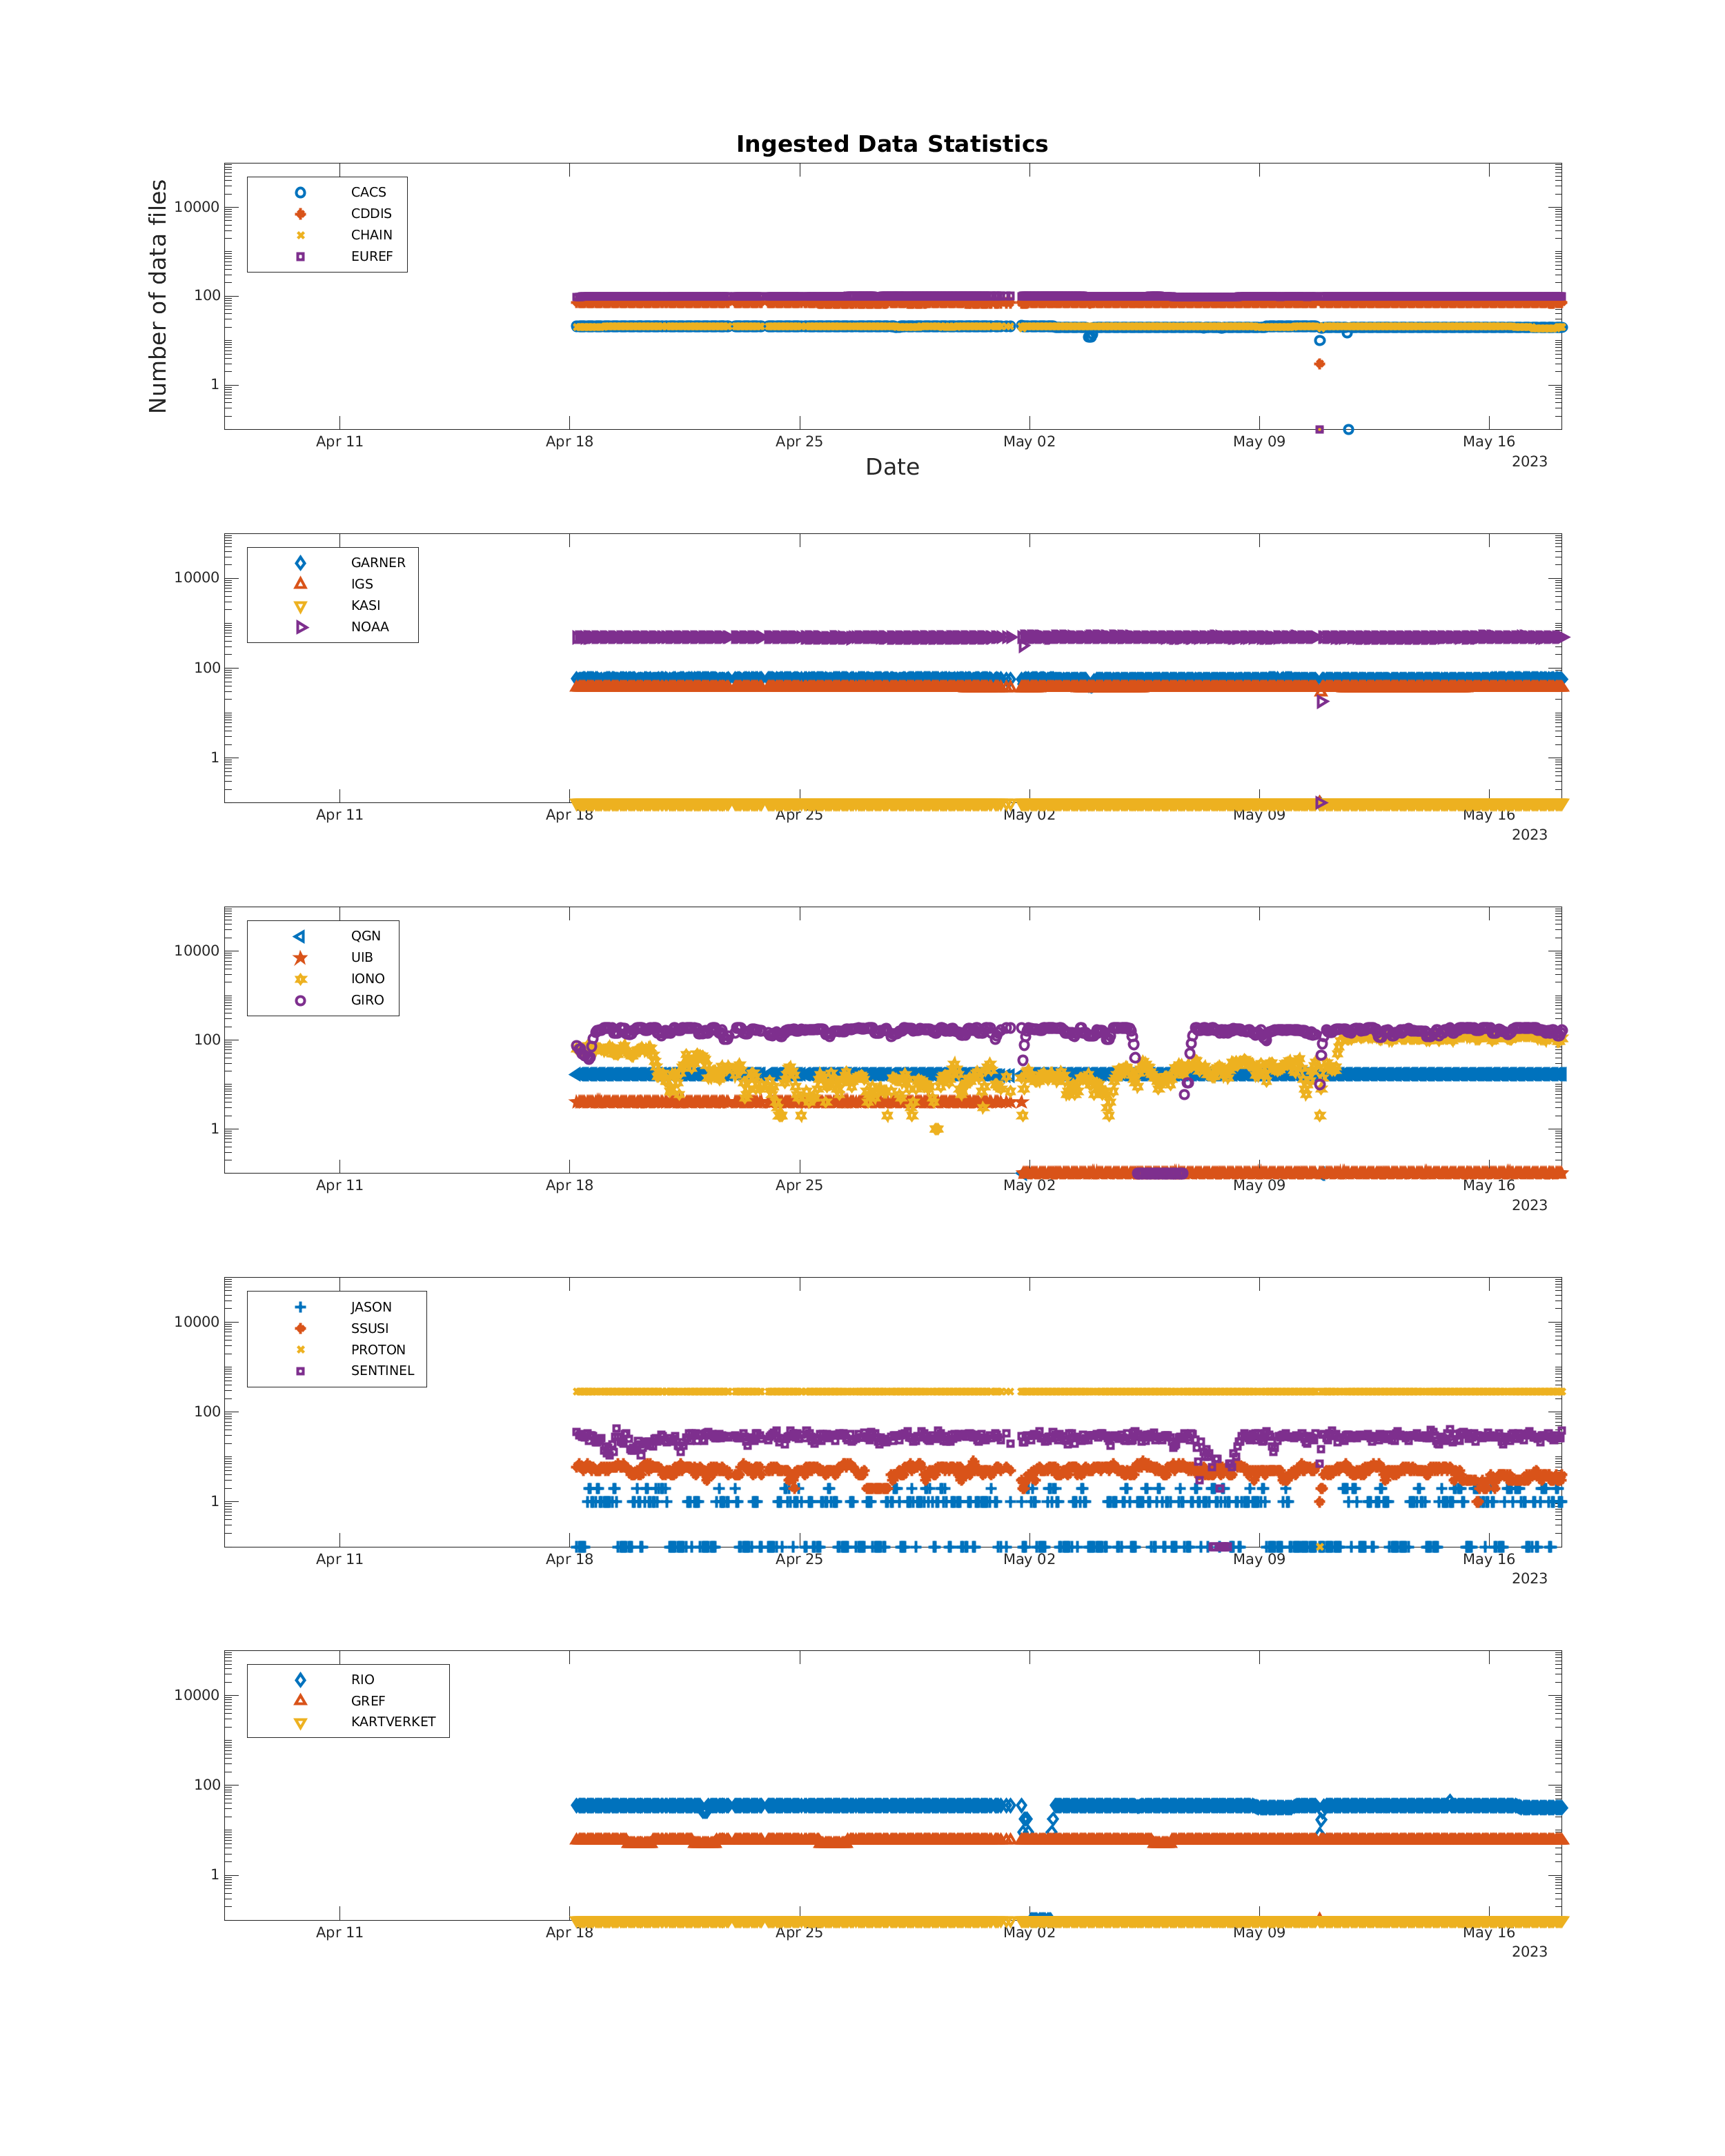 Ingested Data Statistics
Number of data files
10000
100
1
CACS
CDDIS
CHAIN
EUREF
Apr 11 Apr 18 Apr 25 May 02 May 09 May 16
2023
Date
10000
100
1
GARNER
IGS
KASI
NOAA
Apr 11 Apr 18 Apr 25 May 02 May 09 May 16
2023
10000
100
1
QGN
UIB
IONO
GIRO
Apr 11 Apr 18 Apr 25 May 02 May 09 May 16
2023
10000
100
1
JASON
SSUSI
PROTON
SENTINEL
Apr 11 Apr 18 Apr 25 May 02 May 09 May 16
2023
10000
100
1
RIO
GREF
KARTVERKET
Apr 11 Apr 18 Apr 25 May 02 May 09 May 16
2023